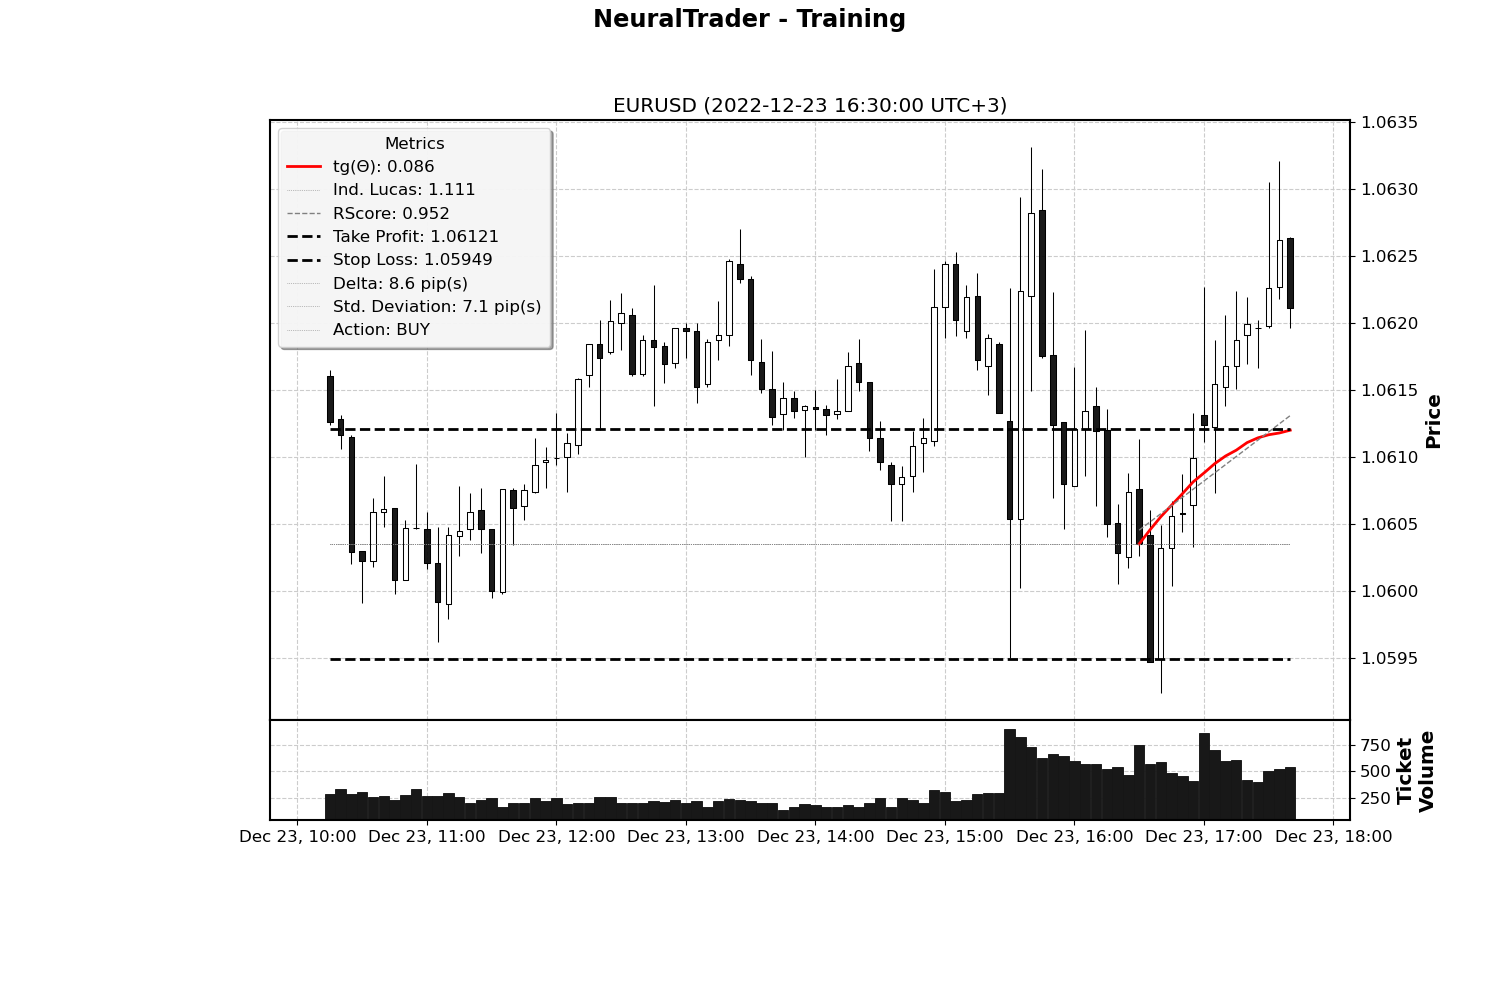 NeuralTrader - Training
EURUSD (2022-12-23 16:30:00 UTC+3)
Metrics
tg(Θ): 0.086
Ind. Lucas: 1.111
RScore: 0.952
Take Profit: 1.06121
Stop Loss: 1.05949
Delta: 8.6 pip(s)
Std. Deviation: 7.1 pip(s)
Action: BUY
1.0635
1.0630
1.0625
1.0620
1.0615
1.0610
1.0605
1.0600
1.0595
Price
750
500
250
Ticket
Volume
Dec 23, 10:00 Dec 23, 11:00 Dec 23, 12:00 Dec 23, 13:00 Dec 23, 14:00 Dec 23, 15:00 Dec 23, 16:00 Dec 23, 17:00 Dec 23, 18:00